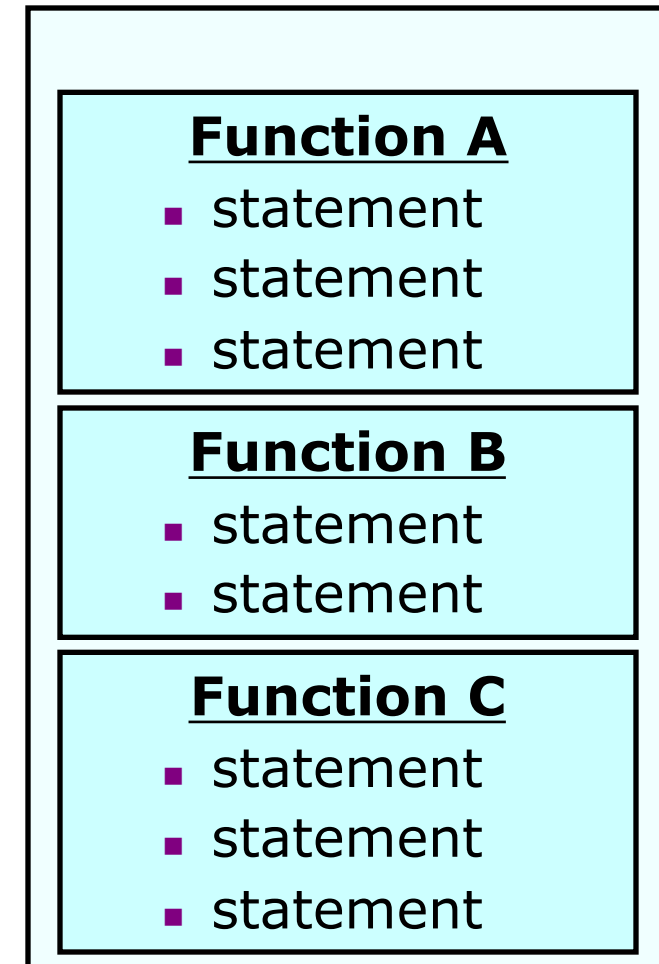 Function A
statement
statement
statement
Function B
statement
statement
Function C
statement
statement
statement